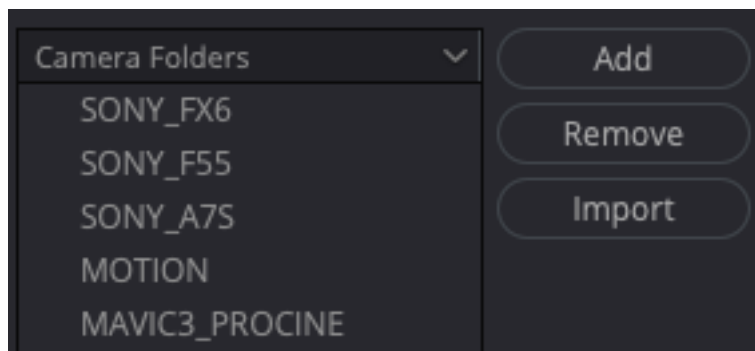 Camera Folders
SONY_FX6
SONY_F55
SONY_A7S
MOTION
MAVIC3_PROCINE
Add
Remove
Import